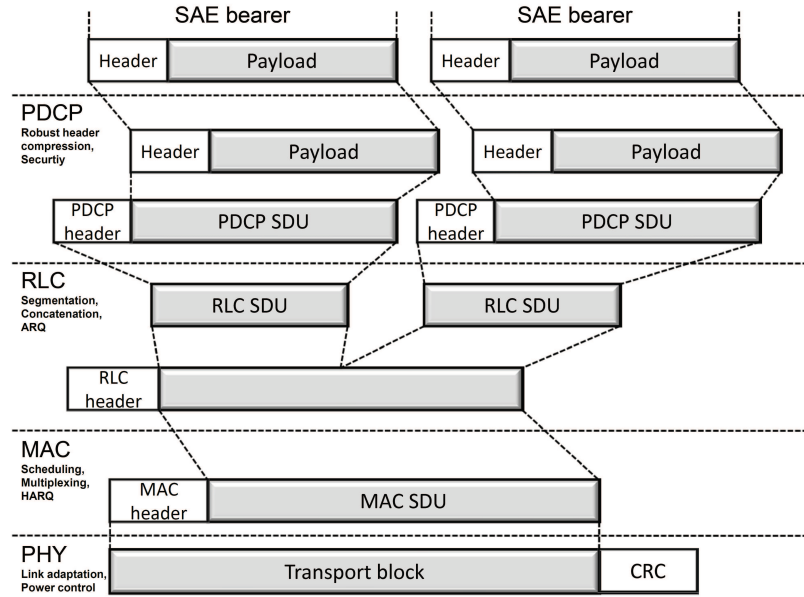 SAE bearer
SAE bearer
Header
Payload
Header
Payload
PDCP
Robust header
compression,
Securtiy
Header
Payload
Header
Payload
PDCP
header
PDCP SDU
PDCP
header
PDCP SDU
RLC
Segmentation,
Concatenation,
ARQ
RLC SDU
RLC SDU
RLC
header
MAC
Scheduling,
Multiplexing,
HARQ
MAC
header
MAC SDU
PHY
Link adaptation,
Power control
Transport block
CRC